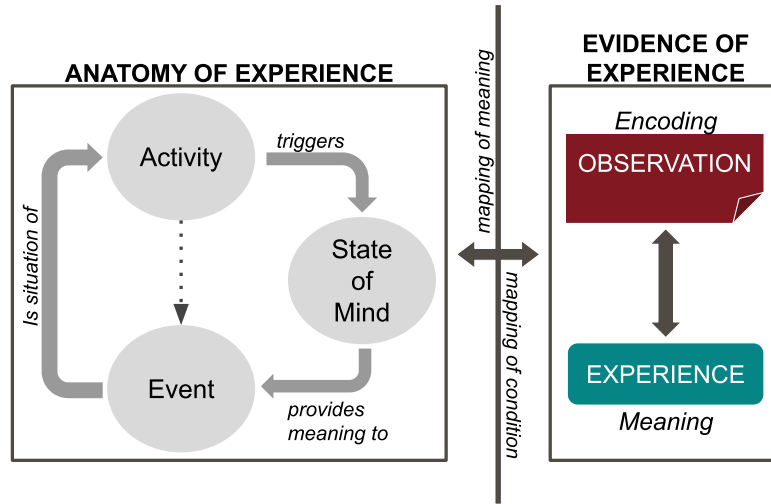 ANATOMY OF EXPERIENCE
Activity
triggers
State
of
Mind
provides
meaning to
Event
Is situation of
mapping of meaning
mapping of condition
EVIDENCE OF
EXPERIENCE
Encoding
OBSERVATION
EXPERIENCE
Meaning